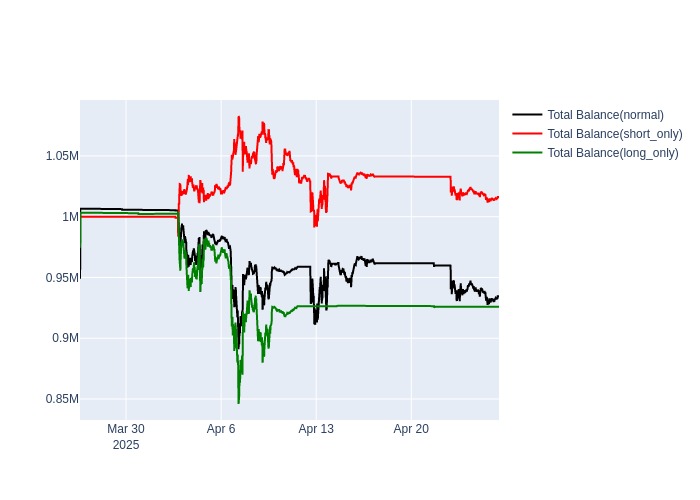 Total Balance(normal)
Total Balance(short_only)
Total Balance(long_only)
1.05M
1M
0.95M
0.9M
0.85M
Mar 30
2025
Apr 6
Apr 13
Apr 20